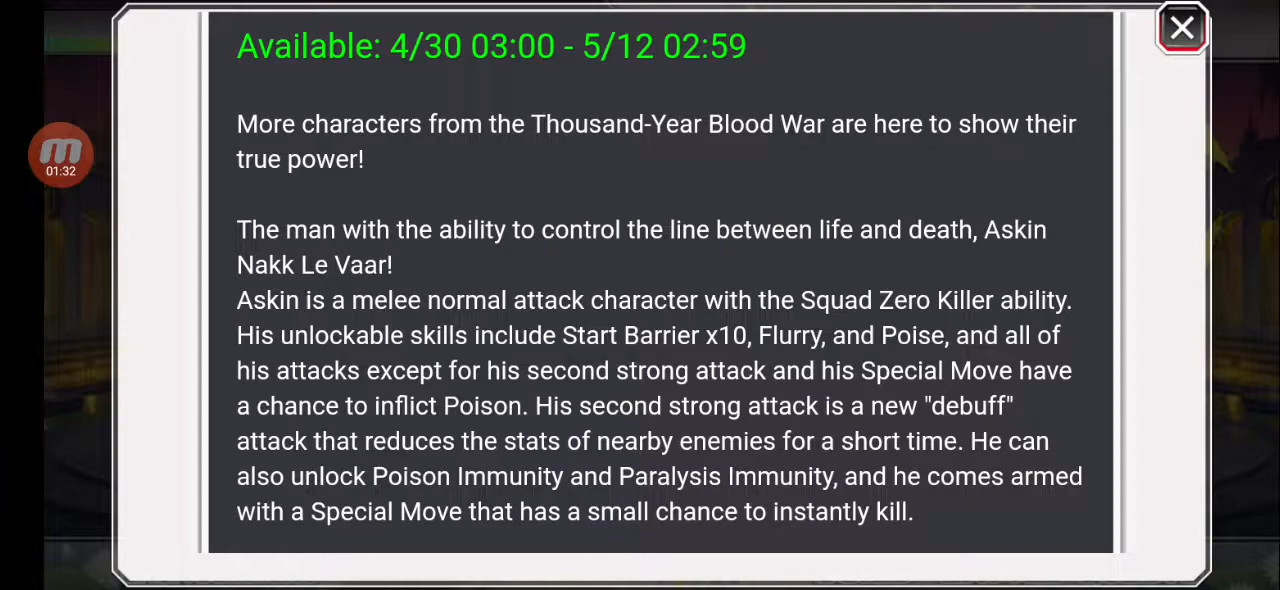 Available: 4/30 03:00 - 5/12 02:59
More characters from the Thousand-Year Blood War are here to show their
true power!
The man with the ability to control the line between life and death, Askin
Nakk Le Vaar!
Askin is a melee normal attack character with the Squad Zero Killer ability.
His unlockable skills include Start Barrier x10, Flurry, and Poise, and all of
his attacks except for his second strong attack and his Special Move have
a chance to inflict Poison. His second strong attack is a new "debuff"
attack that reduces the stats of nearby enemies for a short time. He can
also unlock Poison Immunity and Paralysis Immunity, and he comes armed
with a Special Move that has a small chance to instantly kill.
01:32